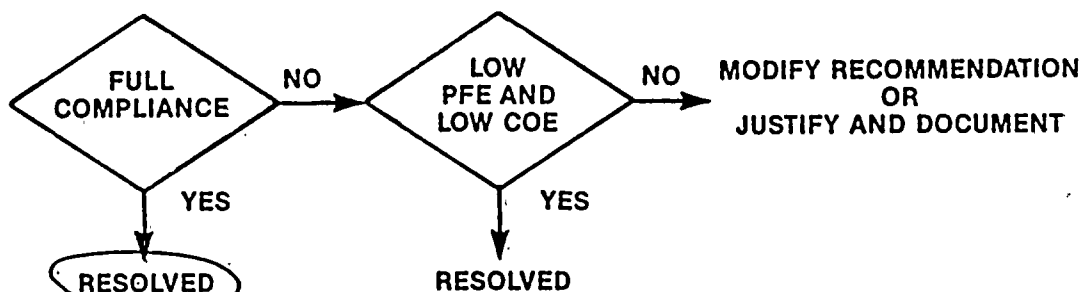 FULL
COMPLIANCE
NO
LOW
PFE AND
LOW COE
NO
MODIFY RECOMMENDATION
OR
JUSTIFY AND DOCUMENT
YES
YES
RESOLVED
RESOLVED